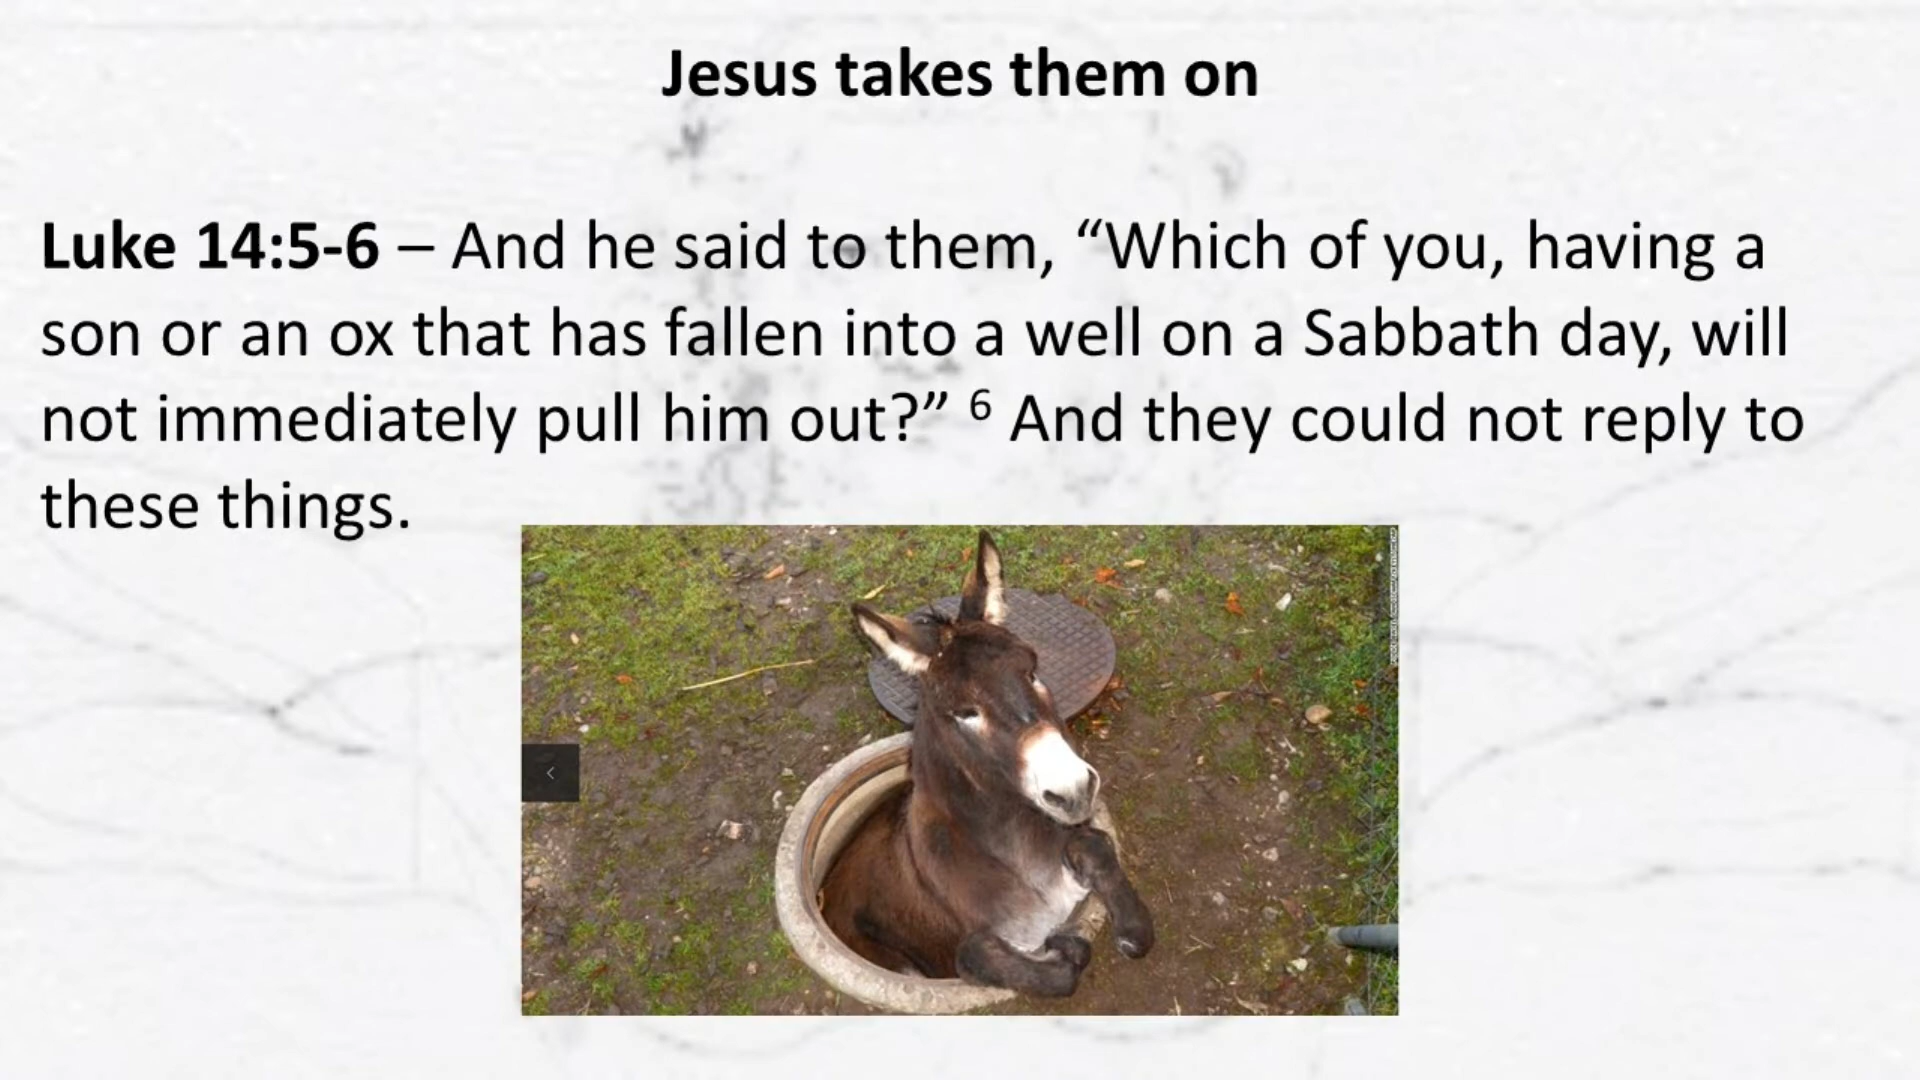 Jesus takes them on
Luke 14:5-6 – And he said to them, “Which of you, having a
son or an ox that has fallen into a well on a Sabbath day, will
not immediately pull him out?” ⁶ And they could not reply to
these things.